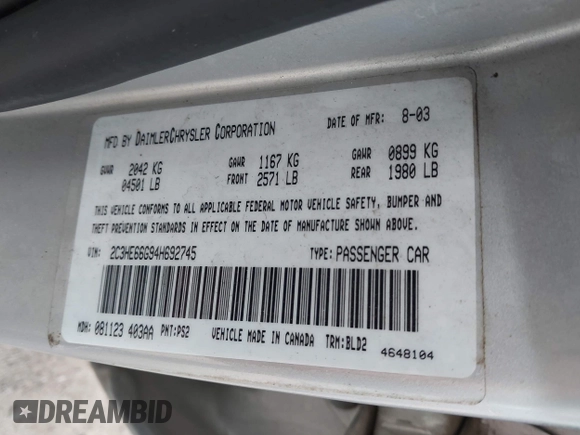 MFD BY DAIMLERCHRYSLER CORPORATION DATE OF MFR: 8-03
GVWR 2042 KG GAWR 1167 KG GAWR 0899 KG
04501 LB FRONT 2571 LB REAR 1980 LB
THIS VEHICLE CONFORMS TO ALL APPLICABLE FEDERAL MOTOR VEHICLE SAFETY, BUMPER AND
THEFT PREVENTION STANDARDS IN EFFECT ON THE DATE OF MANUFACTURE SHOWN ABOVE.
VIN: 2C3HE66G94H692745 TYPE: PASSENGER CAR
MDH: 081123 403AA PNT:PS2 VEHICLE MADE IN CANADA TRM:BLD2
4648104
DREAMBID